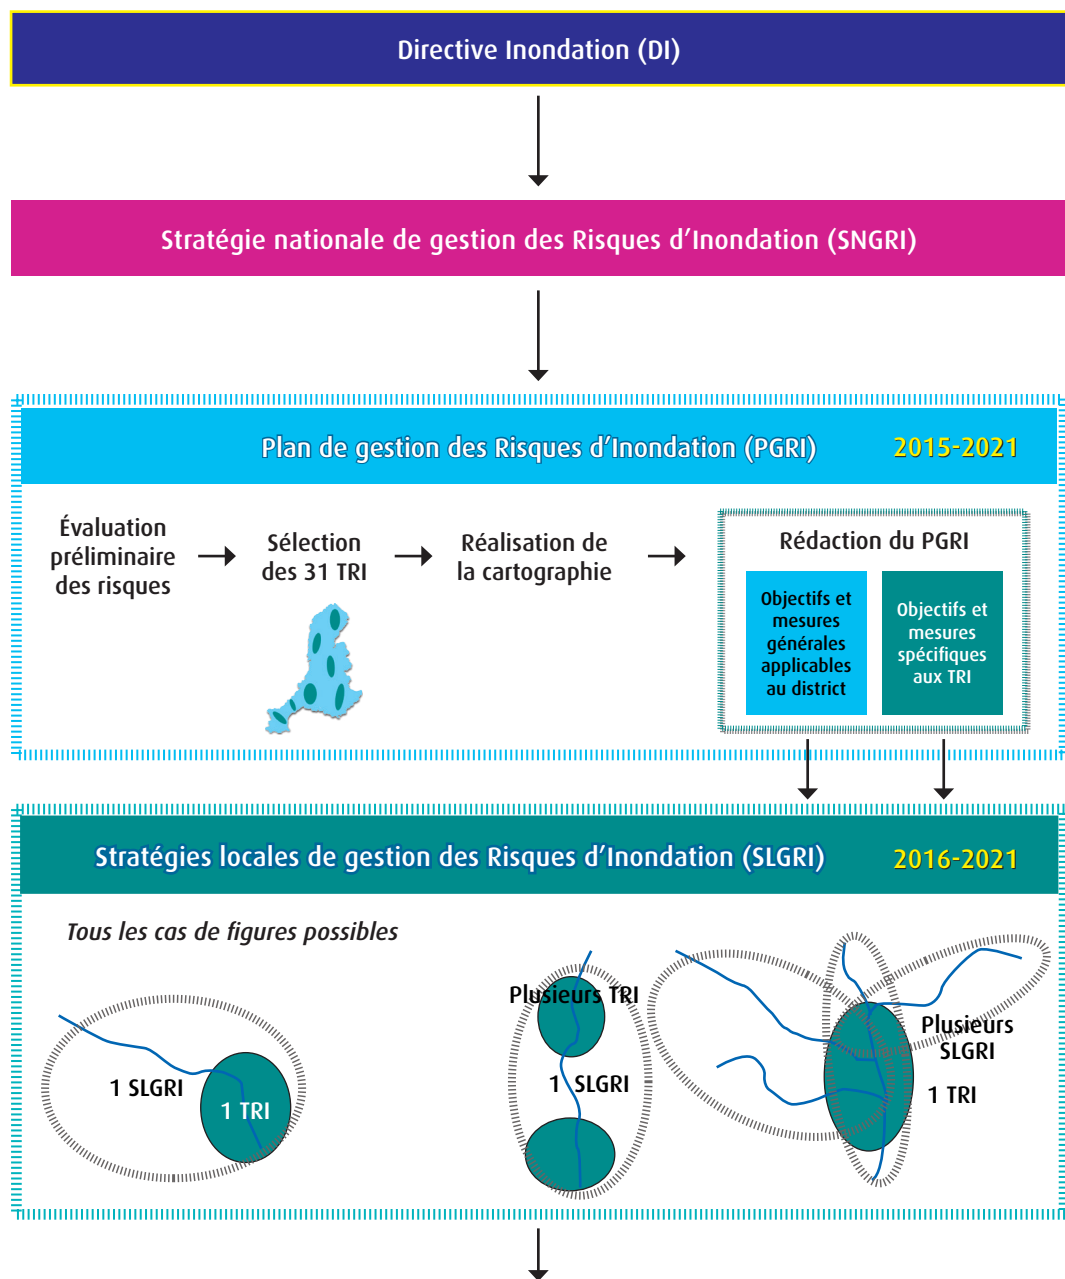 Directive Inondation (DI)
Stratégie nationale de gestion des Risques d’Inondation (SNGRI)
Plan de gestion des Risques d’Inondation (PGRI) 2015-2021
Évaluation
préliminaire
des risques
Sélection
des 31 TRI
Réalisation de
la cartographie
Rédaction du PGRI
Objectifs et
mesures
générales
applicables
au district
Objectifs et
mesures
spécifiques
aux TRI
Stratégies locales de gestion des Risques d’Inondation (SLGRI) 2016-2021
Tous les cas de figures possibles
1 SLGRI
1 TRI
Plusieurs TRI
1 SLGRI
Plusieurs
SLGRI
1 TRI